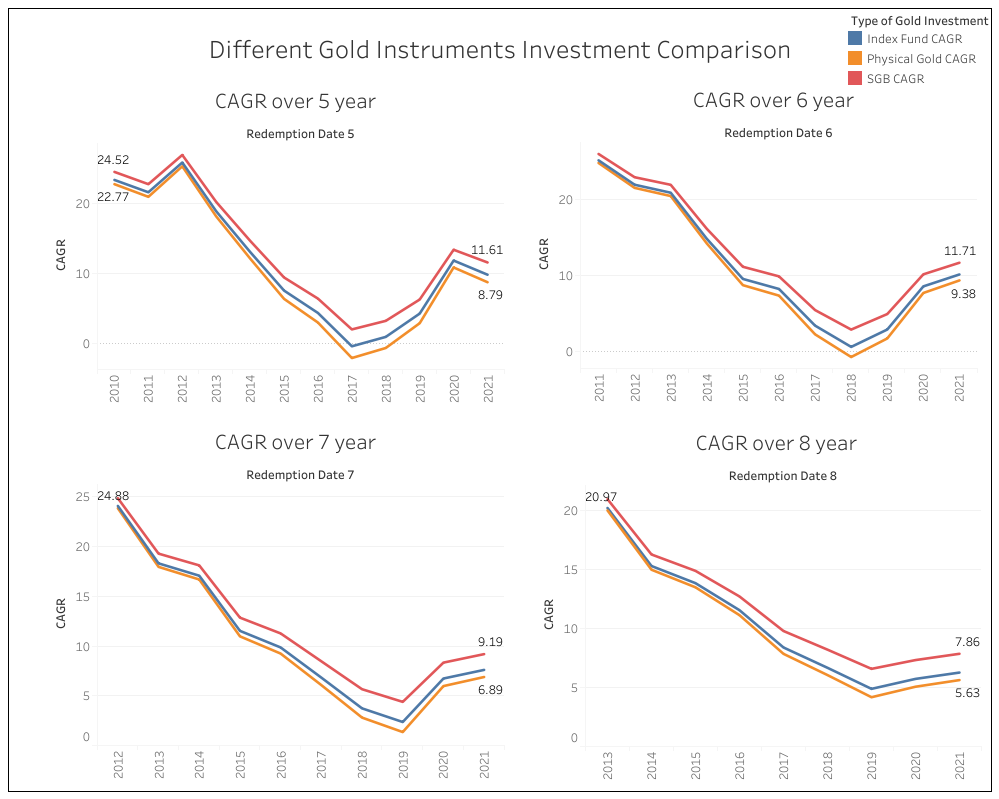 Type of Gold Investment
Index Fund CAGR
Physical Gold CAGR
SGB CAGR
Different Gold Instruments Investment Comparison
CAGR over 5 year
Redemption Date 5
CAGR
20
10
0
24.52
22.77
11.61
8.79
2010 2011 2012 2013 2014 2015 2016 2017 2018 2019 2020 2021
CAGR over 6 year
Redemption Date 6
CAGR
20
10
0
11.71
9.38
2011 2012 2013 2014 2015 2016 2017 2018 2019 2020 2021
CAGR over 7 year
Redemption Date 7
CAGR
25
20
15
10
5
0
24.88
9.19
6.89
2012 2013 2014 2015 2016 2017 2018 2019 2020 2021
CAGR over 8 year
Redemption Date 8
CAGR
20
15
10
5
0
20.97
7.86
5.63
2013 2014 2015 2016 2017 2018 2019 2020 2021